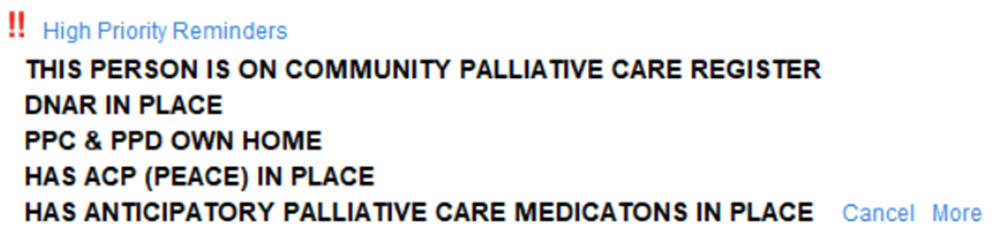 !! High Priority Reminders
THIS PERSON IS ON COMMUNITY PALLIATIVE CARE REGISTER
DNAR IN PLACE
PPC & PPD OWN HOME
HAS ACP (PEACE) IN PLACE
HAS ANTICIPATORY PALLIATIVE CARE MEDICATONS IN PLACE Cancel More